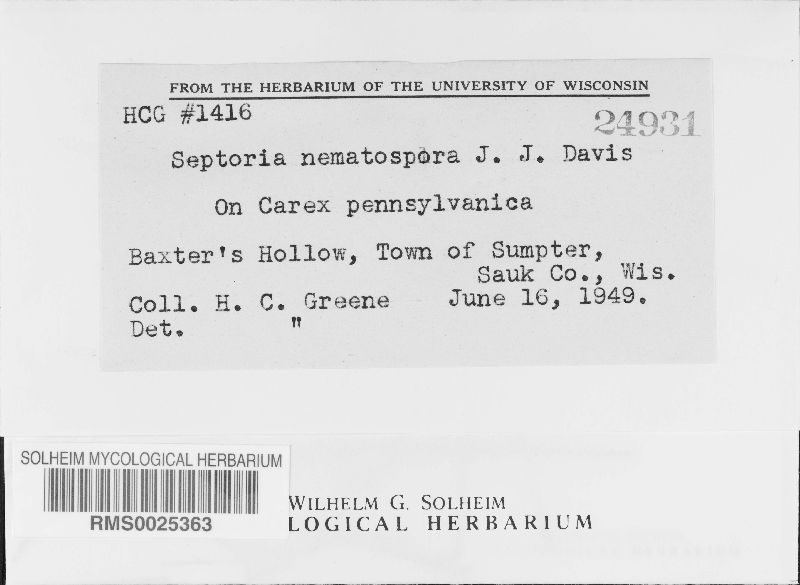 FROM THE HERBARIUM OF THE UNIVERSITY OF WISCONSIN
HCG #1416
24931
Septoria nematospora J. J. Davis
On Carex pennsylvanica
Baxter's Hollow, Town of Sumpter,
Sauk Co., Wis.
Coll. H. C. Greene June 16, 1949.
Det. "
SOLHEIM MYCOLOGICAL HERBARIUM
RMS0025363
WILHELM G. SOLHEIM
LOGICAL HERBARIUM